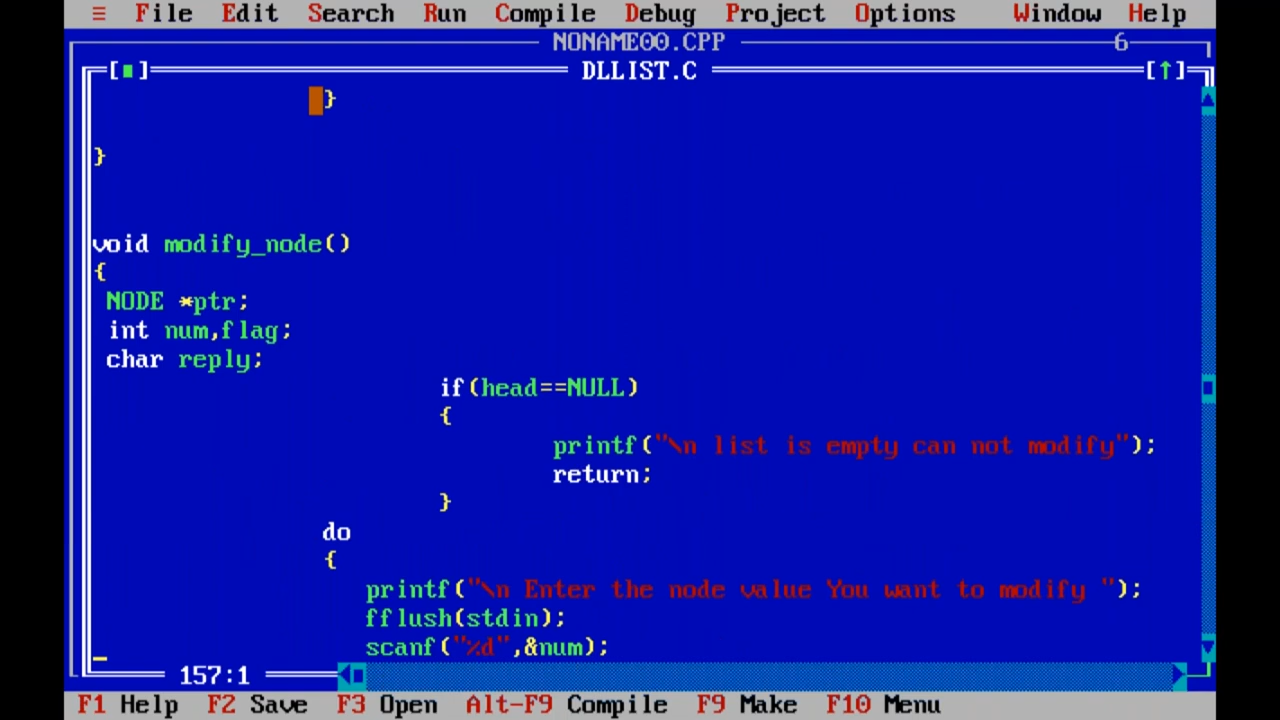 ≡ File Edit Search Run Compile Debug Project Options Window Help
NONAME00.CPP 6
[■] DLLIST.C [↑]
}
}
void modify_node()
{
NODE *ptr;
int num,flag;
char reply;
if(head==NULL)
{
printf("\n list is empty can not modify");
return;
}
do
{
printf("\n Enter the node value You want to modify ");
fflush(stdin);
scanf("%d",&num);
157:1
F1 Help F2 Save F3 Open Alt-F9 Compile F9 Make F10 Menu